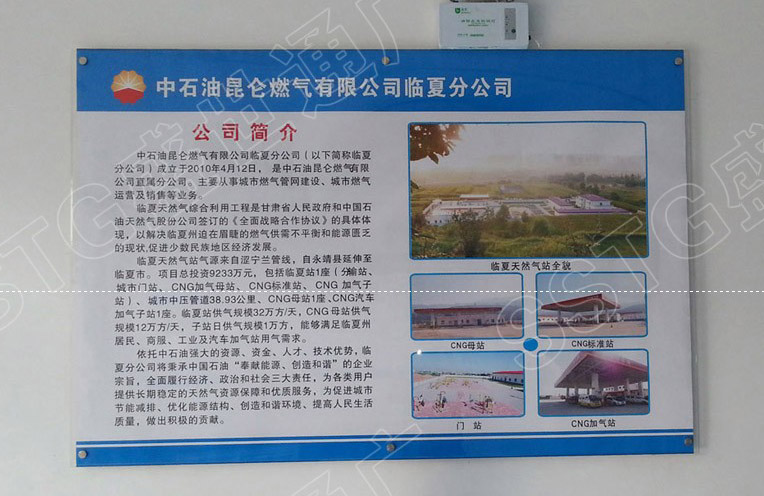 中石油昆仑燃气有限公司临夏分公司
公司简介
中石油昆仑燃气有限公司临夏分公司（以下简称临夏
分公司）成立于2010年4月12日，是中石油昆仑燃气有限
公司直属分公司。主要从事城市燃气管网建设、城市燃气
运营及销售等业务。
临夏天然气综合利用工程是甘肃省人民政府和中国石
油天然气股份公司签订的《全面战略合作协议》的具体体
现，以解决临夏州迫在眉睫的燃气供需不平衡和能源匮乏
的现状，促进少数民族地区经济发展。
临夏天然气站气源来自涩宁兰管线，自永靖县延伸至
临夏市。项目总投资9233万元，包括临夏站1座（分输站、
城市门站、CNG加气母站、CNG标准站、CNG 加气子
站）、城市中压管道38.93公里、CNG母站1座、CNG汽车
加气子站1座。临夏站供气规模32万方/天，CNG母站供气
规模12万方/天，子站日供气规模1万方，能够满足临夏州
居民、商服、工业及汽车加气站用气需求。
依托中石油强大的资源、资金、人才、技术优势，临
夏分公司将秉承中国石油“奉献能源、创造和谐”的企业
宗旨，全面履行经济、政治和社会三大责任，为各类用户
提供长期稳定的天然气资源保障和优质服务，为促进城市
节能减排、优化能源结构、创造和谐环境、提高人民生活
质量，做出积极的贡献。
临夏天然气站全貌
CNG母站
CNG标准站
门 站
CNG加气站
SSTG盛世通广